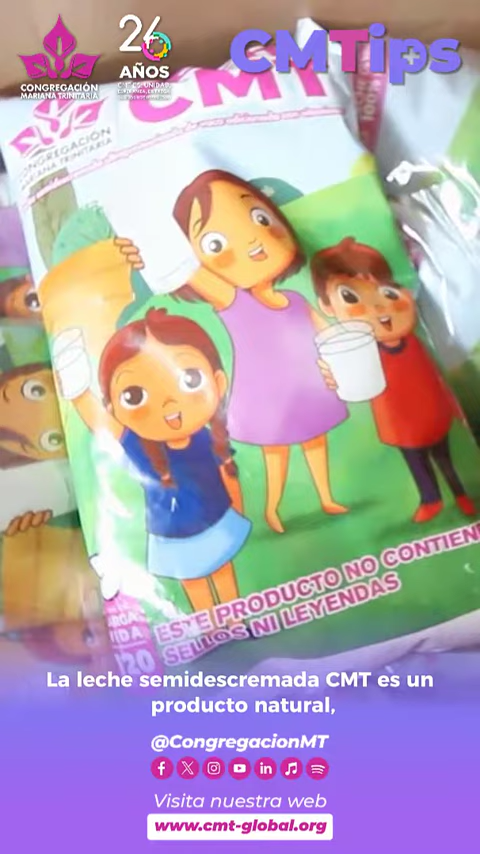 CONGREGACIÓN
MARIANA TRINITARIA
26
AÑOS
CMTips
CMT
CONGREGACIÓN
MARIANA TRINITARIA
ESTE PRODUCTO NO CONTIENE
SELLOS NI LEYENDAS
120
La leche semidescremada CMT es un
producto natural,
@CongregacionMT
Visita nuestra web
www.cmt-global.org